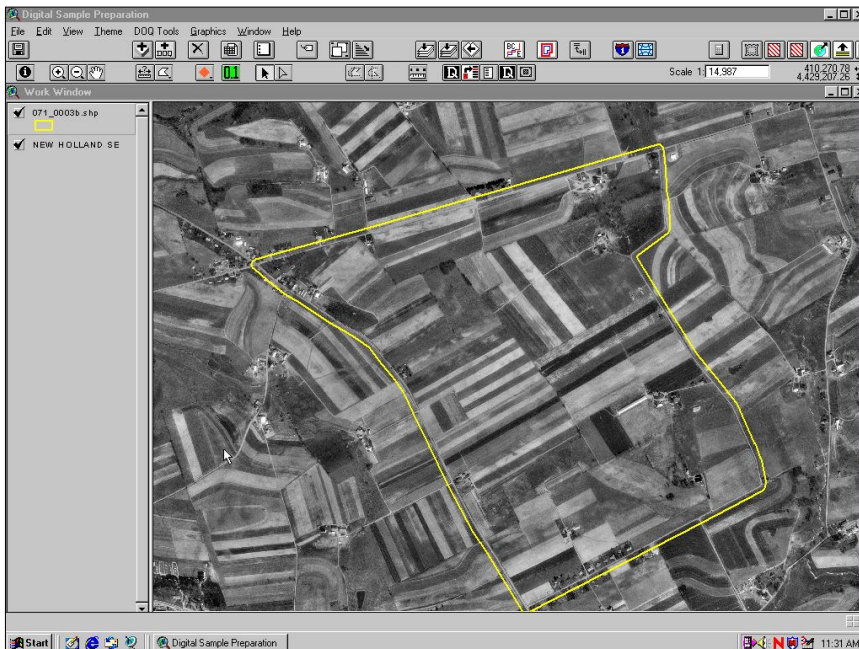 Digital Sample Preparation
File Edit View Theme DOQ Tools Graphics Window Help
Scale 1: 14,987
410,270.78
4,429,207.26
Work Window
071_0003b.shp
NEW HOLLAND SE
Start
Digital Sample Preparation
11:31 AM